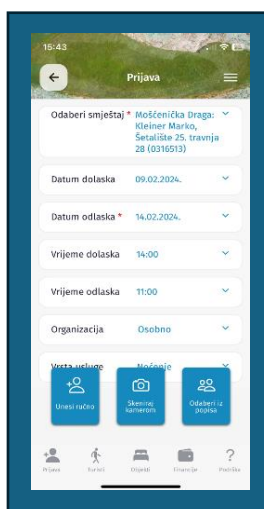 15:43
Prijava
Odaberi smještaj * Mošćenička Draga:
Kleiner Marko,
Šetalište 25. travnja
28 (0316513)
Datum dolaska 09.02.2024.
Datum odlaska * 14.02.2024.
Vrijeme dolaska 14:00
Vrijeme odlaska 11:00
Organizacija Osobno
Vrsta usluge Noćenje
Unesi ručno
Skeniraj
kamerom
Odaberi iz
popisa
Prijava Turisti Objekti Financije Podrška